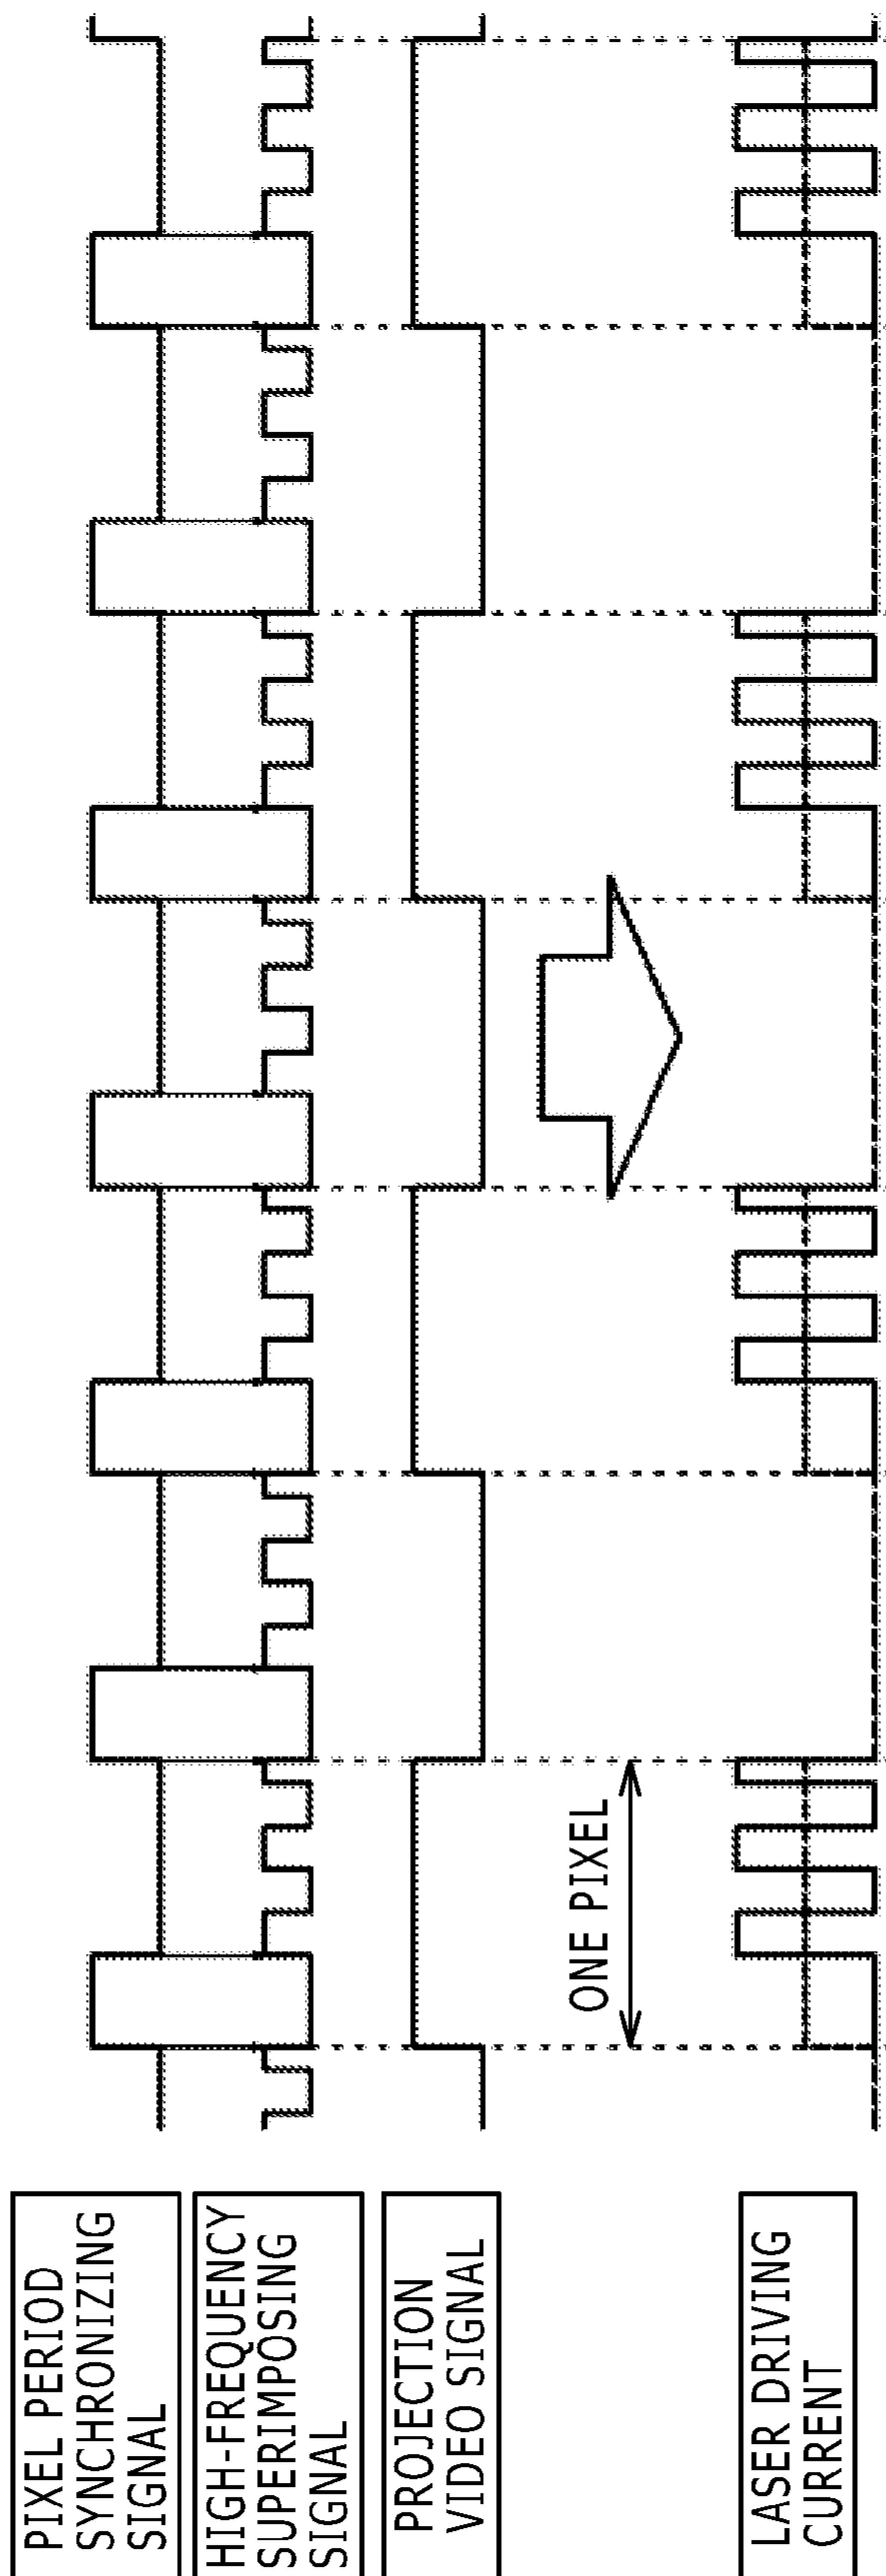 PIXEL PERIOD
SYNCHRONIZING
SIGNAL
HIGH-FREQUENCY
SUPERIMPOSING
SIGNAL
PROJECTION
VIDEO SIGNAL
ONE PIXEL
LASER DRIVING
CURRENT